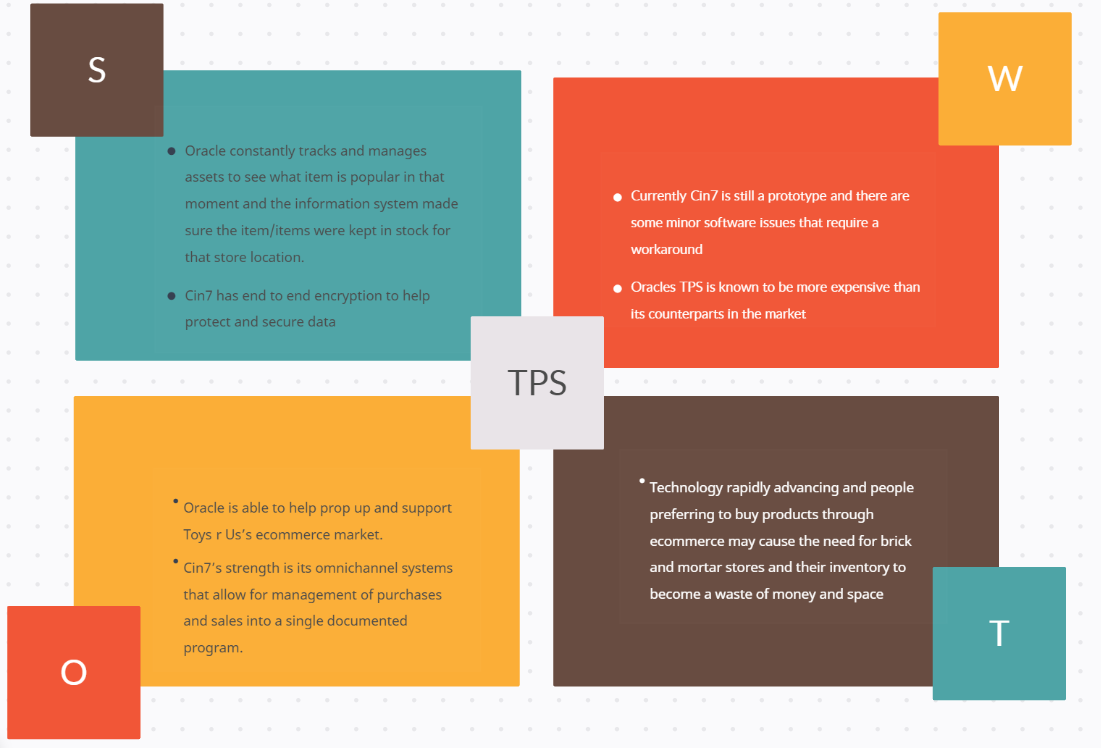 S
Oracle constantly tracks and manages
assets to see what item is popular in that
moment and the information system made
sure the item/items were kept in stock for
that store location.
Cin7 has end to end encryption to help
protect and secure data
W
Currently Cin7 is still a prototype and there are
some minor software issues that require a
workaround
Oracles TPS is known to be more expensive than
its counterparts in the market
TPS
Oracle is able to help prop up and support
Toys r Us’s ecommerce market.
Cin7’s strength is its omnichannel systems
that allow for management of purchases
and sales into a single documented
program.
O
Technology rapidly advancing and people
preferring to buy products through
ecommerce may cause the need for brick
and mortar stores and their inventory to
become a waste of money and space
T